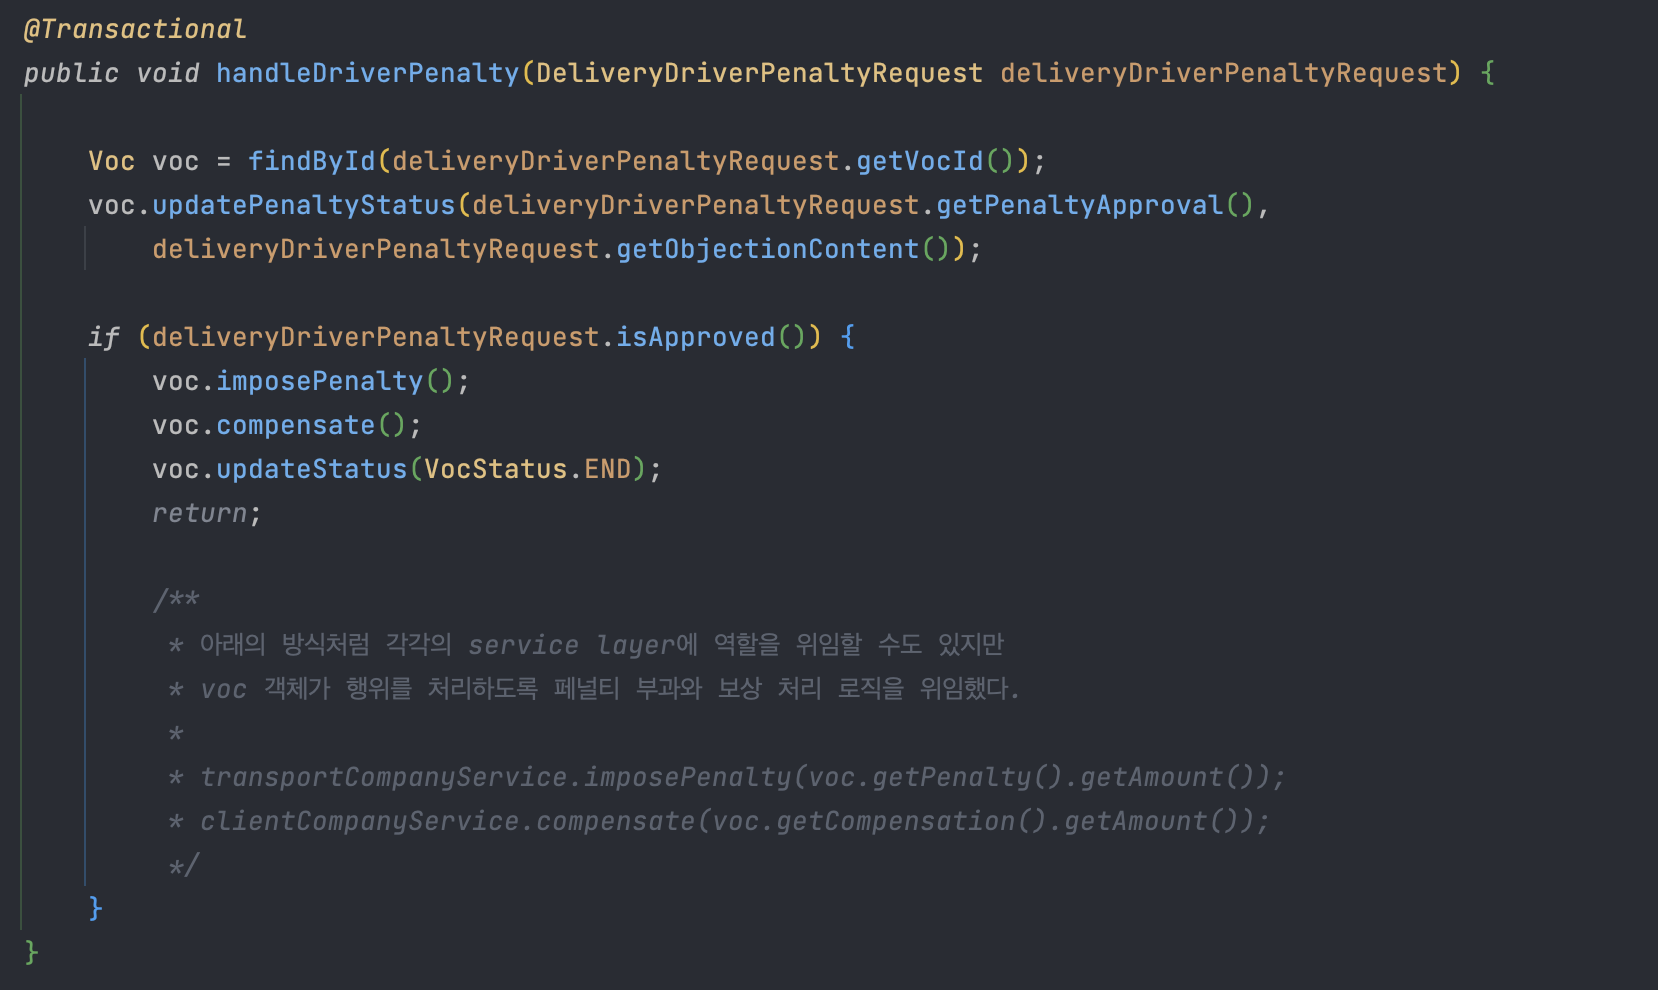 @Transactional
public void handleDriverPenalty(DeliveryDriverPenaltyRequest deliveryDriverPenaltyRequest) {
Voc voc = findById(deliveryDriverPenaltyRequest.getVocId());
voc.updatePenaltyStatus(deliveryDriverPenaltyRequest.getPenaltyApproval(),
deliveryDriverPenaltyRequest.getObjectionContent());
if (deliveryDriverPenaltyRequest.isApproved()) {
voc.imposePenalty();
voc.compensate();
voc.updateStatus(VocStatus.END);
return;
/**
* 아래의 방식처럼 각각의 service layer에 역할을 위임할 수도 있지만
* voc 객체가 행위를 처리하도록 페널티 부과와 보상 처리 로직을 위임했다.
*
* transportCompanyService.imposePenalty(voc.getPenalty().getAmount());
* clientCompanyService.compensate(voc.getCompensation().getAmount());
*/
}
}